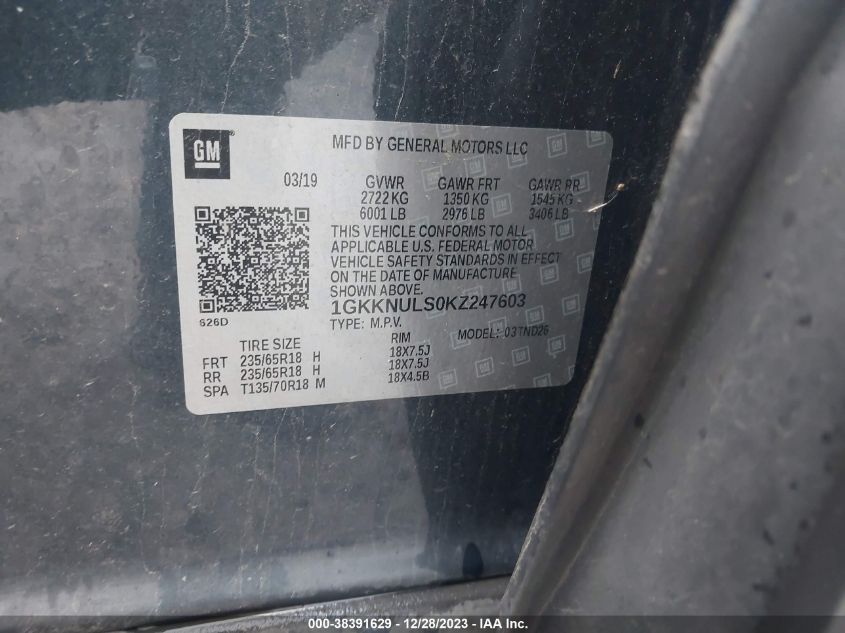 GM
MFD BY GENERAL MOTORS LLC
03/19 GVWR GAWR FRT GAWR RR
2722 KG 1350 KG 1545 KG
6001 LB 2976 LB 3406 LB
THIS VEHICLE CONFORMS TO ALL
APPLICABLE U.S. FEDERAL MOTOR
VEHICLE SAFETY STANDARDS IN EFFECT
ON THE DATE OF MANUFACTURE
SHOWN ABOVE.
1GKKNULS0KZ247603
626D
TYPE: M.P.V. MODEL: 03TND26
TIRE SIZE RIM
FRT 235/65R18 H 18X7.5J
RR 235/65R18 H 18X7.5J
SPA T135/70R18 M 18X4.5B
000-38391629 - 12/28/2023 - IAA Inc.